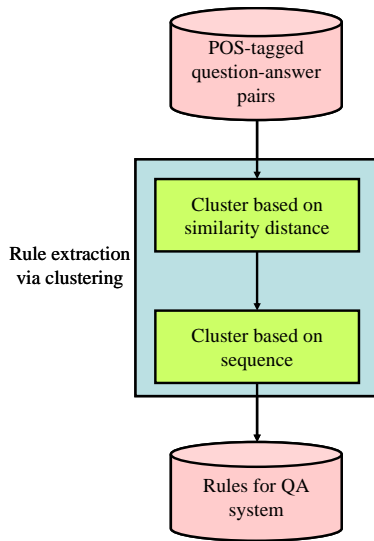 POS-tagged
question-answer
pairs
Cluster based on
similarity distance
Rule extraction
via clustering
Cluster based on
sequence
Rules for QA
system